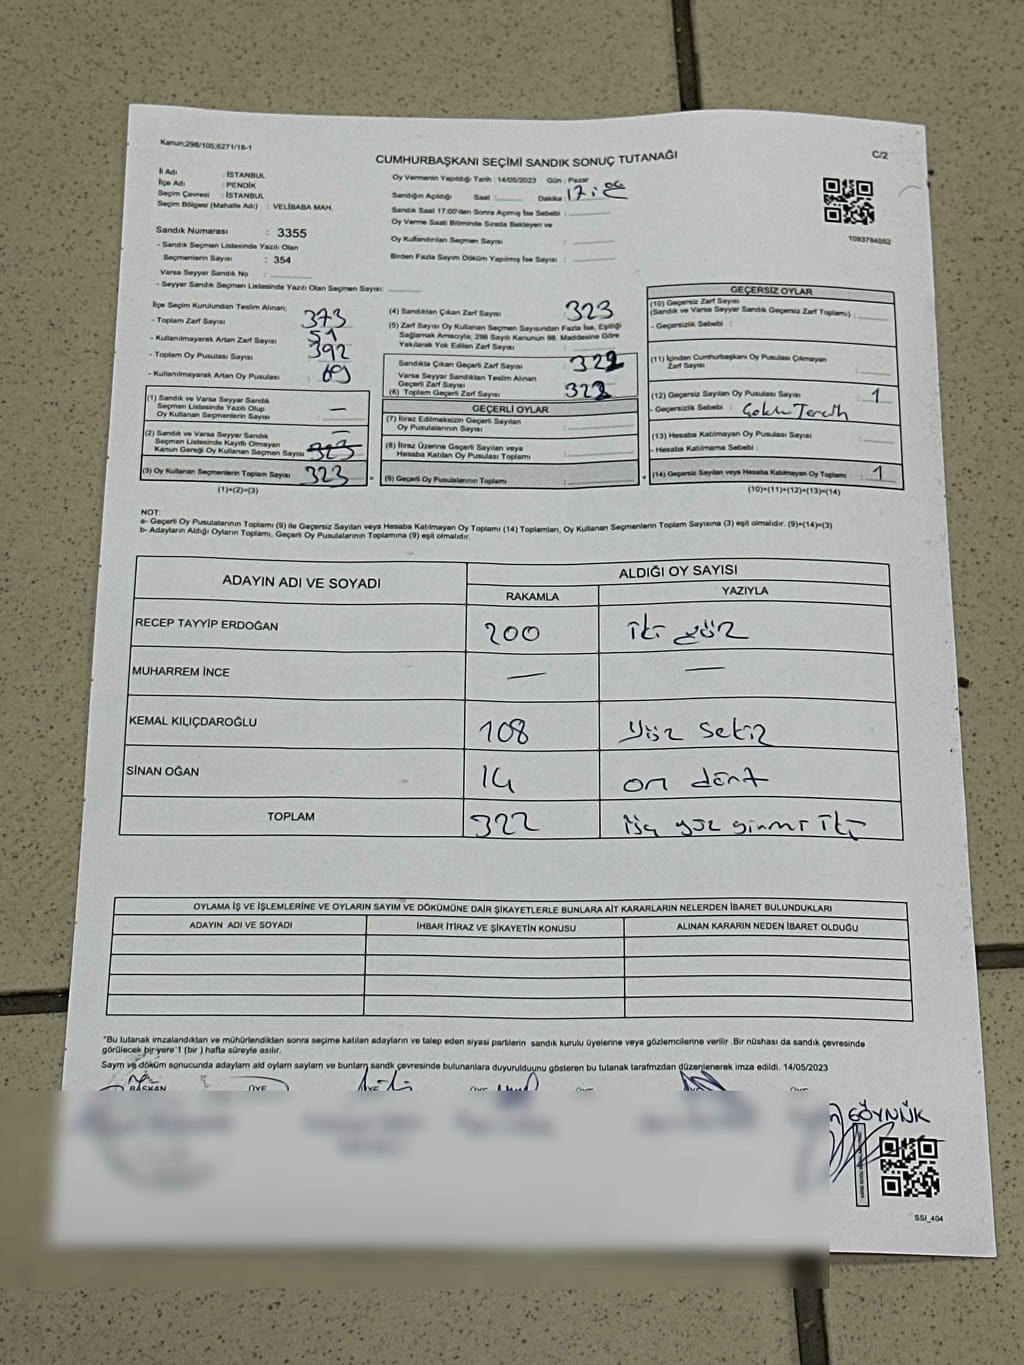 Kanun;298/105;6271/18-1
C/2
CUMHURBAŞKANI SEÇİMİ SANDIK SONUÇ TUTANAĞI
İl Adı : İSTANBUL
İlçe Adı : PENDİK
Seçim Çevresi : İSTANBUL
Seçim Bölgesi (Mahalle Adı) : VELİBABA MAH.
Sandık Numarası : 3355
- Sandık Seçmen Listesinde Yazılı Olan
Seçmenlerin Sayısı : 354
Varsa Seyyar Sandık No :
- Seyyar Sandık Seçmen Listesinde Yazılı Olan Seçmen Sayısı:
Oy Vermenin Yapıldığı Tarih : 14/05/2023 Gün : Pazar
Sandığın Açıldığı Saat : Dakika 17:
Sandık Saat 17:00'den Sonra Açılmış İse Sebebi :
Oy Verme Saati Bitiminde Sırada Bekleyen ve
Oy Kullandırılan Seçmen Sayısı :
Birden Fazla Sayım Döküm Yapılmış İse Sayısı :
1093784552
İlçe Seçim Kurulundan Teslim Alınan;
- Toplam Zarf Sayısı 373
- Kullanılmayarak Artan Zarf Sayısı 51
- Toplam Oy Pusulası Sayısı 392
- Kullanılmayarak Artan Oy Pusulası 69
(1) Sandık ve Varsa Seyyar Sandık
Seçmen Listesinde Yazılı Olup
Oy Kullanan Seçmenlerin Sayısı : —
(2) Sandık ve Varsa Seyyar Sandık
Seçmen Listesinde Kayıtlı Olmayan
Kanun Gereği Oy Kullanan Seçmen Sayısı 323
(3) Oy Kullanan Seçmenlerin Toplam Sayısı 323
(1)+(2)=(3)
(4) Sandıktan Çıkan Zarf Sayısı 323
(5) Zarf Sayısı Oy Kullanan Seçmen Sayısından Fazla İse, Eşitliği
Sağlamak Amacıyla, 298 Sayılı Kanunun 98. Maddesine Göre
Yakılarak Yok Edilen Zarf Sayısı :
Sandıkta Çıkan Geçerli Zarf Sayısı 322
Varsa Seyyar Sandıktan Teslim Alınan
Geçerli Zarf Sayısı
(6) Toplam Geçerli Zarf Sayısı 322
GEÇERLİ OYLAR
(7) İtiraz Edilmeksizin Geçerli Sayılan
Oy Pusulalarının Sayısı :
(8) İtiraz Üzerine Geçerli Sayılan veya
Hesaba Katılan Oy Pusulası Toplamı :
(9) Geçerli Oy Pusulalarının Toplamı :
GEÇERSİZ OYLAR
(10) Geçersiz Zarf Sayısı
(Sandık ve Varsa Seyyar Sandık Geçersiz Zarf Toplamı) :
- Geçersizlik Sebebi :
(11) İçinden Cumhurbaşkanı Oy Pusulası Çıkmayan
Zarf Sayısı :
(12) Geçersiz Sayılan Oy Pusulası Sayısı 1
- Geçersizlik Sebebi :
(13) Hesaba Katılmayan Oy Pusulası Sayısı :
- Hesaba Katılmama Sebebi :
(14) Geçersiz Sayılan veya Hesaba Katılmayan Oy Toplamı : 1
(10)+(11)+(12)+(13)=(14)
NOT:
a- Geçerli Oy Pusulalarının Toplamı (9) ile Geçersiz Sayılan veya Hesaba Katılmayan Oy Toplamı (14) Toplamları, Oy Kullanan Seçmenlerin Toplam Sayısına (3) eşit olmalıdır. (9)+(14)=(3)
b- Adayların Aldığı Oyların Toplamı, Geçerli Oy Pusulalarının Toplamına (9) eşit olmalıdır.
ADAYIN ADI VE SOYADI
ALDIĞI OY SAYISI
RAKAMLA YAZIYLA
RECEP TAYYİP ERDOĞAN 200 iki yüz
MUHARREM İNCE — —
KEMAL KILIÇDAROĞLU 108 Yüz sekiz
SİNAN OĞAN 14 on dört
TOPLAM 322 üç yüz yirmi iki
OYLAMA İŞ VE İŞLEMLERİNE VE OYLARIN SAYIM VE DÖKÜMÜNE DAİR ŞİKAYETLERLE BUNLARA AİT KARARLARIN NELERDEN İBARET BULUNDUKLARI
ADAYIN ADI VE SOYADI İHBAR İTİRAZ VE ŞİKAYETİN KONUSU ALINAN KARARIN NEDEN İBARET OLDUĞU
*Bu tutanak imzalandıktan ve mühürlendikten sonra seçime katılan adayların ve talep eden siyasi partilerin sandık kurulu üyelerine veya gözlemcilerine verilir .Bir nüshası da sandık çevresinde
görülecek bir yere 1 (bir ) hafta süreyle asılır.
Sayım ve döküm sonucunda adayların ald oyların sayların ve bunların sandk çevresinde bulunanlara duyurulduunu gösteren bu tutanak tarafmzdan düzenlenerek imza edildi. 14/05/2023
BAŞKAN ÜYE
GÖYNÜK
SSI_404